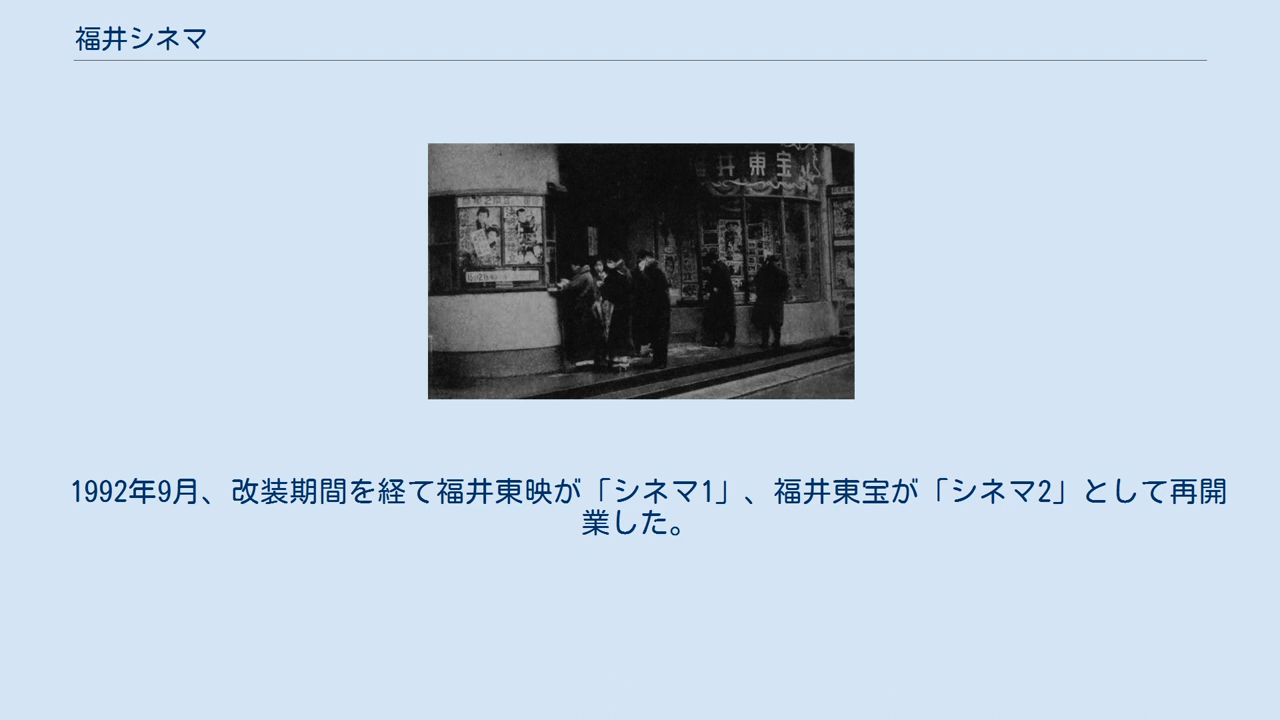 福井シネマ
井東宝
1992年9月、改装期間を経て福井東映が「シネマ1」、福井東宝が「シネマ2」として再開
業した。